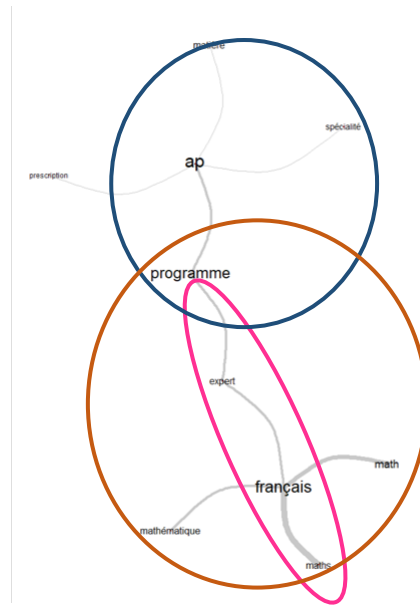 matière
spécialité
ap
prescription
programme
expert
math
français
mathématique
maths